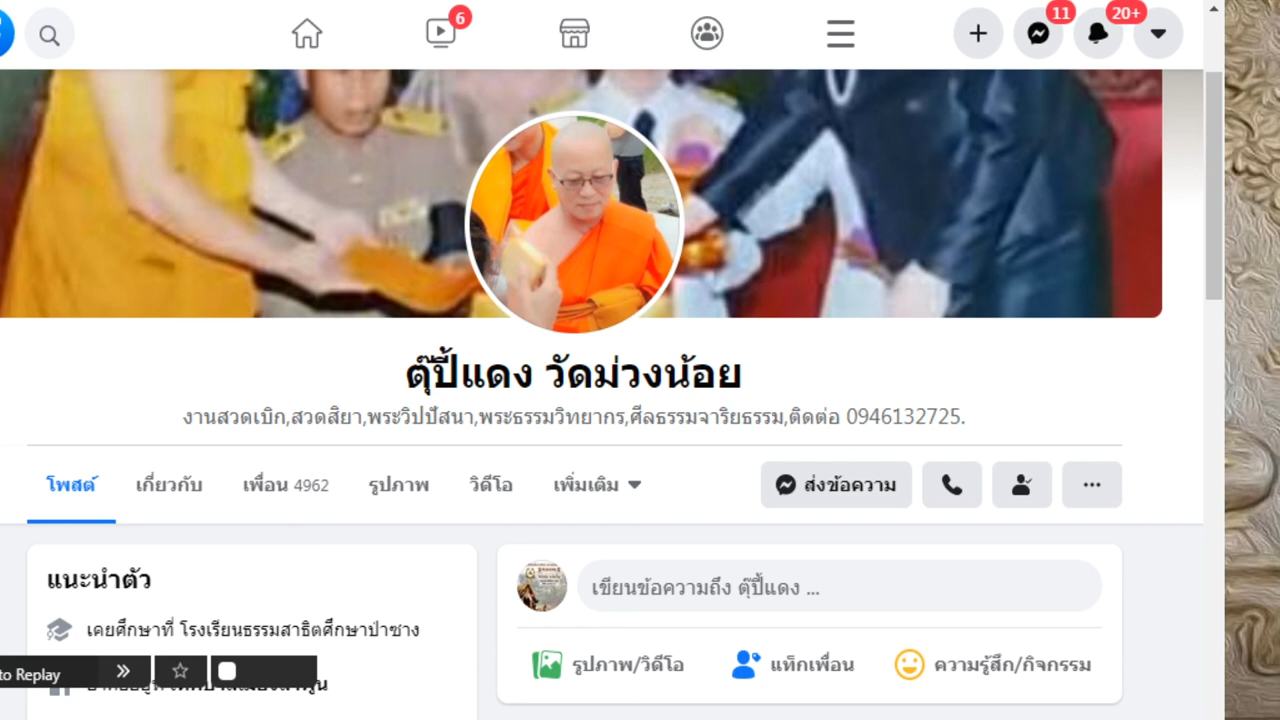 6
11
20+
ตุ๊ปี้แดง วัดม่วงน้อย
งานสวดเบิก,สวดสิยา,พระวิปปัสนา,พระธรรมวิทยากร,ศีลธรรมจาริยธรรม,ติดต่อ 0946132725.
โพสต์ เกี่ยวกับ เพื่อน 4962 รูปภาพ วิดีโอ เพิ่มเติม ส่งข้อความ
แนะนำตัว
เคยศึกษาที่ โรงเรียนธรรมสาธิตศึกษาป่าซาง
เขียนข้อความถึง ตุ๊ปี้แดง ...
รูปภาพ/วิดีโอ แท็กเพื่อน ความรู้สึก/กิจกรรม
to Replay